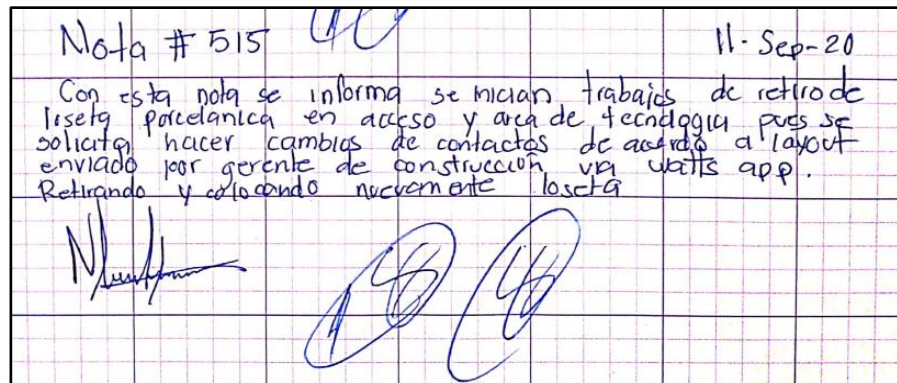 Nota # 515 11-Sep-20
Con esta nota se informa se inician trabajos de retiro de
loseta porcelanica en acceso y area de tecnologia pues se
solicita hacer cambios de contactos de acuerdo a layout
enviado por gerente de construcción via watts app.
Retirando y colocando nuevamente loseta